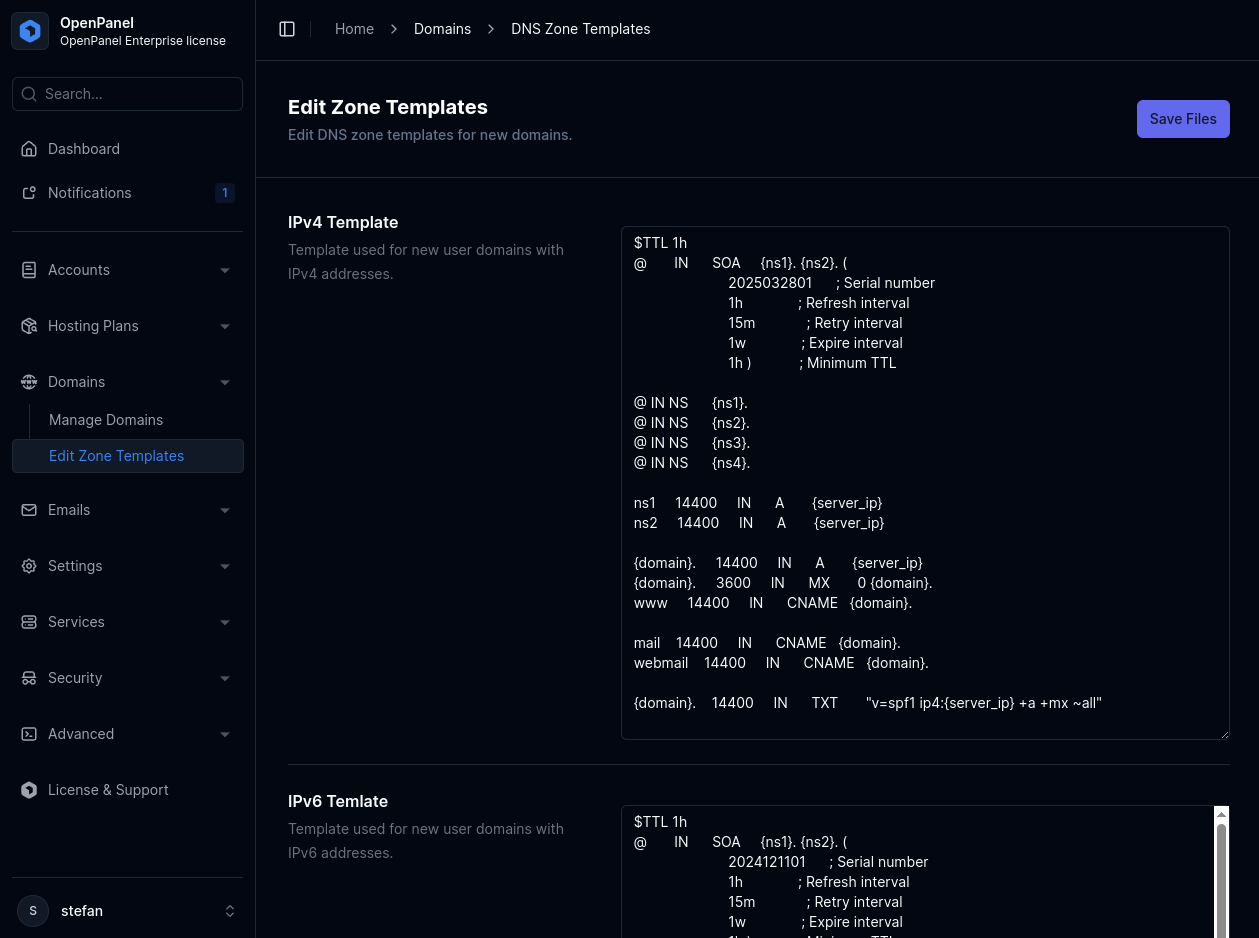 OpenPanel
OpenPanel Enterprise license
Search...
Dashboard
Notifications 1
Accounts
Hosting Plans
Domains
Manage Domains
Edit Zone Templates
Emails
Settings
Services
Security
Advanced
License & Support
S stefan
Home > Domains > DNS Zone Templates
Edit Zone Templates
Edit DNS zone templates for new domains.
Save Files
IPv4 Template
Template used for new user domains with
IPv4 addresses.
$TTL 1h
@ IN SOA {ns1}. {ns2}. (
2025032801 ; Serial number
1h ; Refresh interval
15m ; Retry interval
1w ; Expire interval
1h ) ; Minimum TTL
@ IN NS {ns1}.
@ IN NS {ns2}.
@ IN NS {ns3}.
@ IN NS {ns4}.
ns1 14400 IN A {server_ip}
ns2 14400 IN A {server_ip}
{domain}. 14400 IN A {server_ip}
{domain}. 3600 IN MX 0 {domain}.
www 14400 IN CNAME {domain}.
mail 14400 IN CNAME {domain}.
webmail 14400 IN CNAME {domain}.
{domain}. 14400 IN TXT "v=spf1 ip4:{server_ip} +a +mx ~all"
IPv6 Temlate
Template used for new user domains with
IPv6 addresses.
$TTL 1h
@ IN SOA {ns1}. {ns2}. (
2024121101 ; Serial number
1h ; Refresh interval
15m ; Retry interval
1w ; Expire interval
1h ) ; Minimum TTL